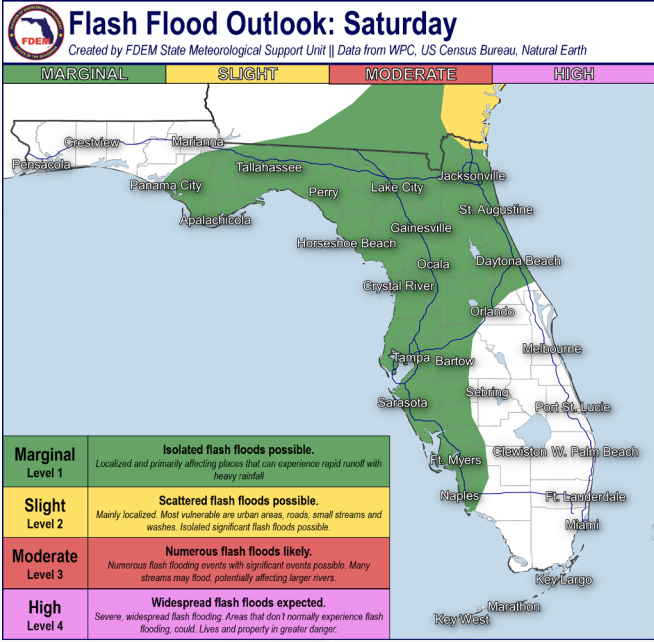 Flash Flood Outlook: Saturday
Created by FDEM State Meteorological Support Unit || Data from WPC, US Census Bureau, Natural Earth
FDEM
MARGINAL
SLIGHT
MODERATE
HIGH
Crestview
Marianna
Pensacola
Tallahassee
Jacksonville
Panama City
Perry
Lake City
St. Augustine
Apalachicola
Gainesville
Horseshoe Beach
Ocala
Daytona Beach
Crystal River
Orlando
Melbourne
Tampa
Bartow
Sebring
Sarasota
Port St. Lucie
Clewiston
W. Palm Beach
Ft. Myers
Naples
Ft. Lauderdale
Miami
Key Largo
Marathon
Key West
Marginal
Level 1
Isolated flash floods possible.
Localized and primarily affecting places that can experience rapid runoff with
heavy rainfall
Slight
Level 2
Scattered flash floods possible.
Mainly localized. Most vulnerable are urban areas, roads, small streams and
washes. Isolated significant flash floods possible.
Moderate
Level 3
Numerous flash floods likely.
Numerous flash flooding events with significant events possible. Many
streams may flood, potentially affecting larger rivers.
High
Level 4
Widespread flash floods expected.
Severe, widespread flash flooding. Areas that don't normally experience flash
flooding, could. Lives and property in greater danger.